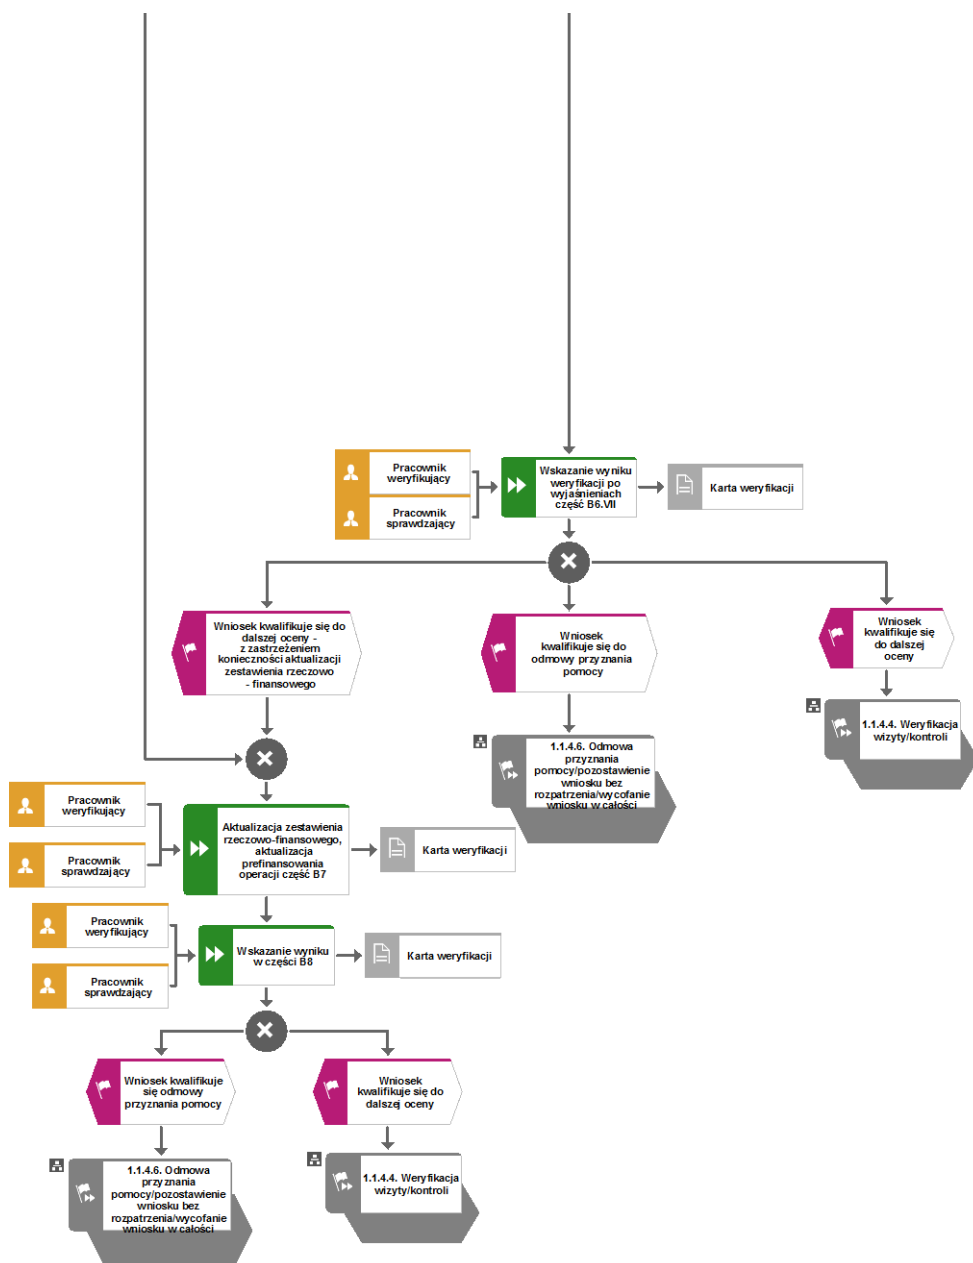 Pracownik
weryfikujący
Pracownik
sprawdzający
Wskazanie wyniku
weryfikacji po
wyjaśnieniach
część B6.VII
Karta weryfikacji
Wniosek kwalifikuje się do
dalszej oceny -
z zastrzeżeniem
konieczności aktualizacji
zestawienia rzeczowo
- finansowego
Wniosek
kwalifikuje się do
odmowy przyznania
pomocy
Wniosek
kwalifikuje się
do dalszej
oceny
1.1.4.6. Odmowa
przyznania
pomocy/pozostawienie
wniosku bez
rozpatrzenia/wycofanie
wniosku w całości
1.1.4.4. Weryfikacja
wizyty/kontroli
Pracownik
weryfikujący
Pracownik
sprawdzający
Aktualizacja zestawienia
rzeczowo-finansowego,
aktualizacja
prefinansowania
operacji część B7
Karta weryfikacji
Pracownik
weryfikujący
Pracownik
sprawdzający
Wskazanie wyniku
w części B8
Karta weryfikacji
Wniosek kwalifikuje
się odmowy
przyznania pomocy
Wniosek
kwalifikuje się do
dalszej oceny
1.1.4.6. Odmowa
przyznania
pomocy/pozostawienie
wniosku bez
rozpatrzenia/wycofanie
wniosku w całości
1.1.4.4. Weryfikacja
wizyty/kontroli